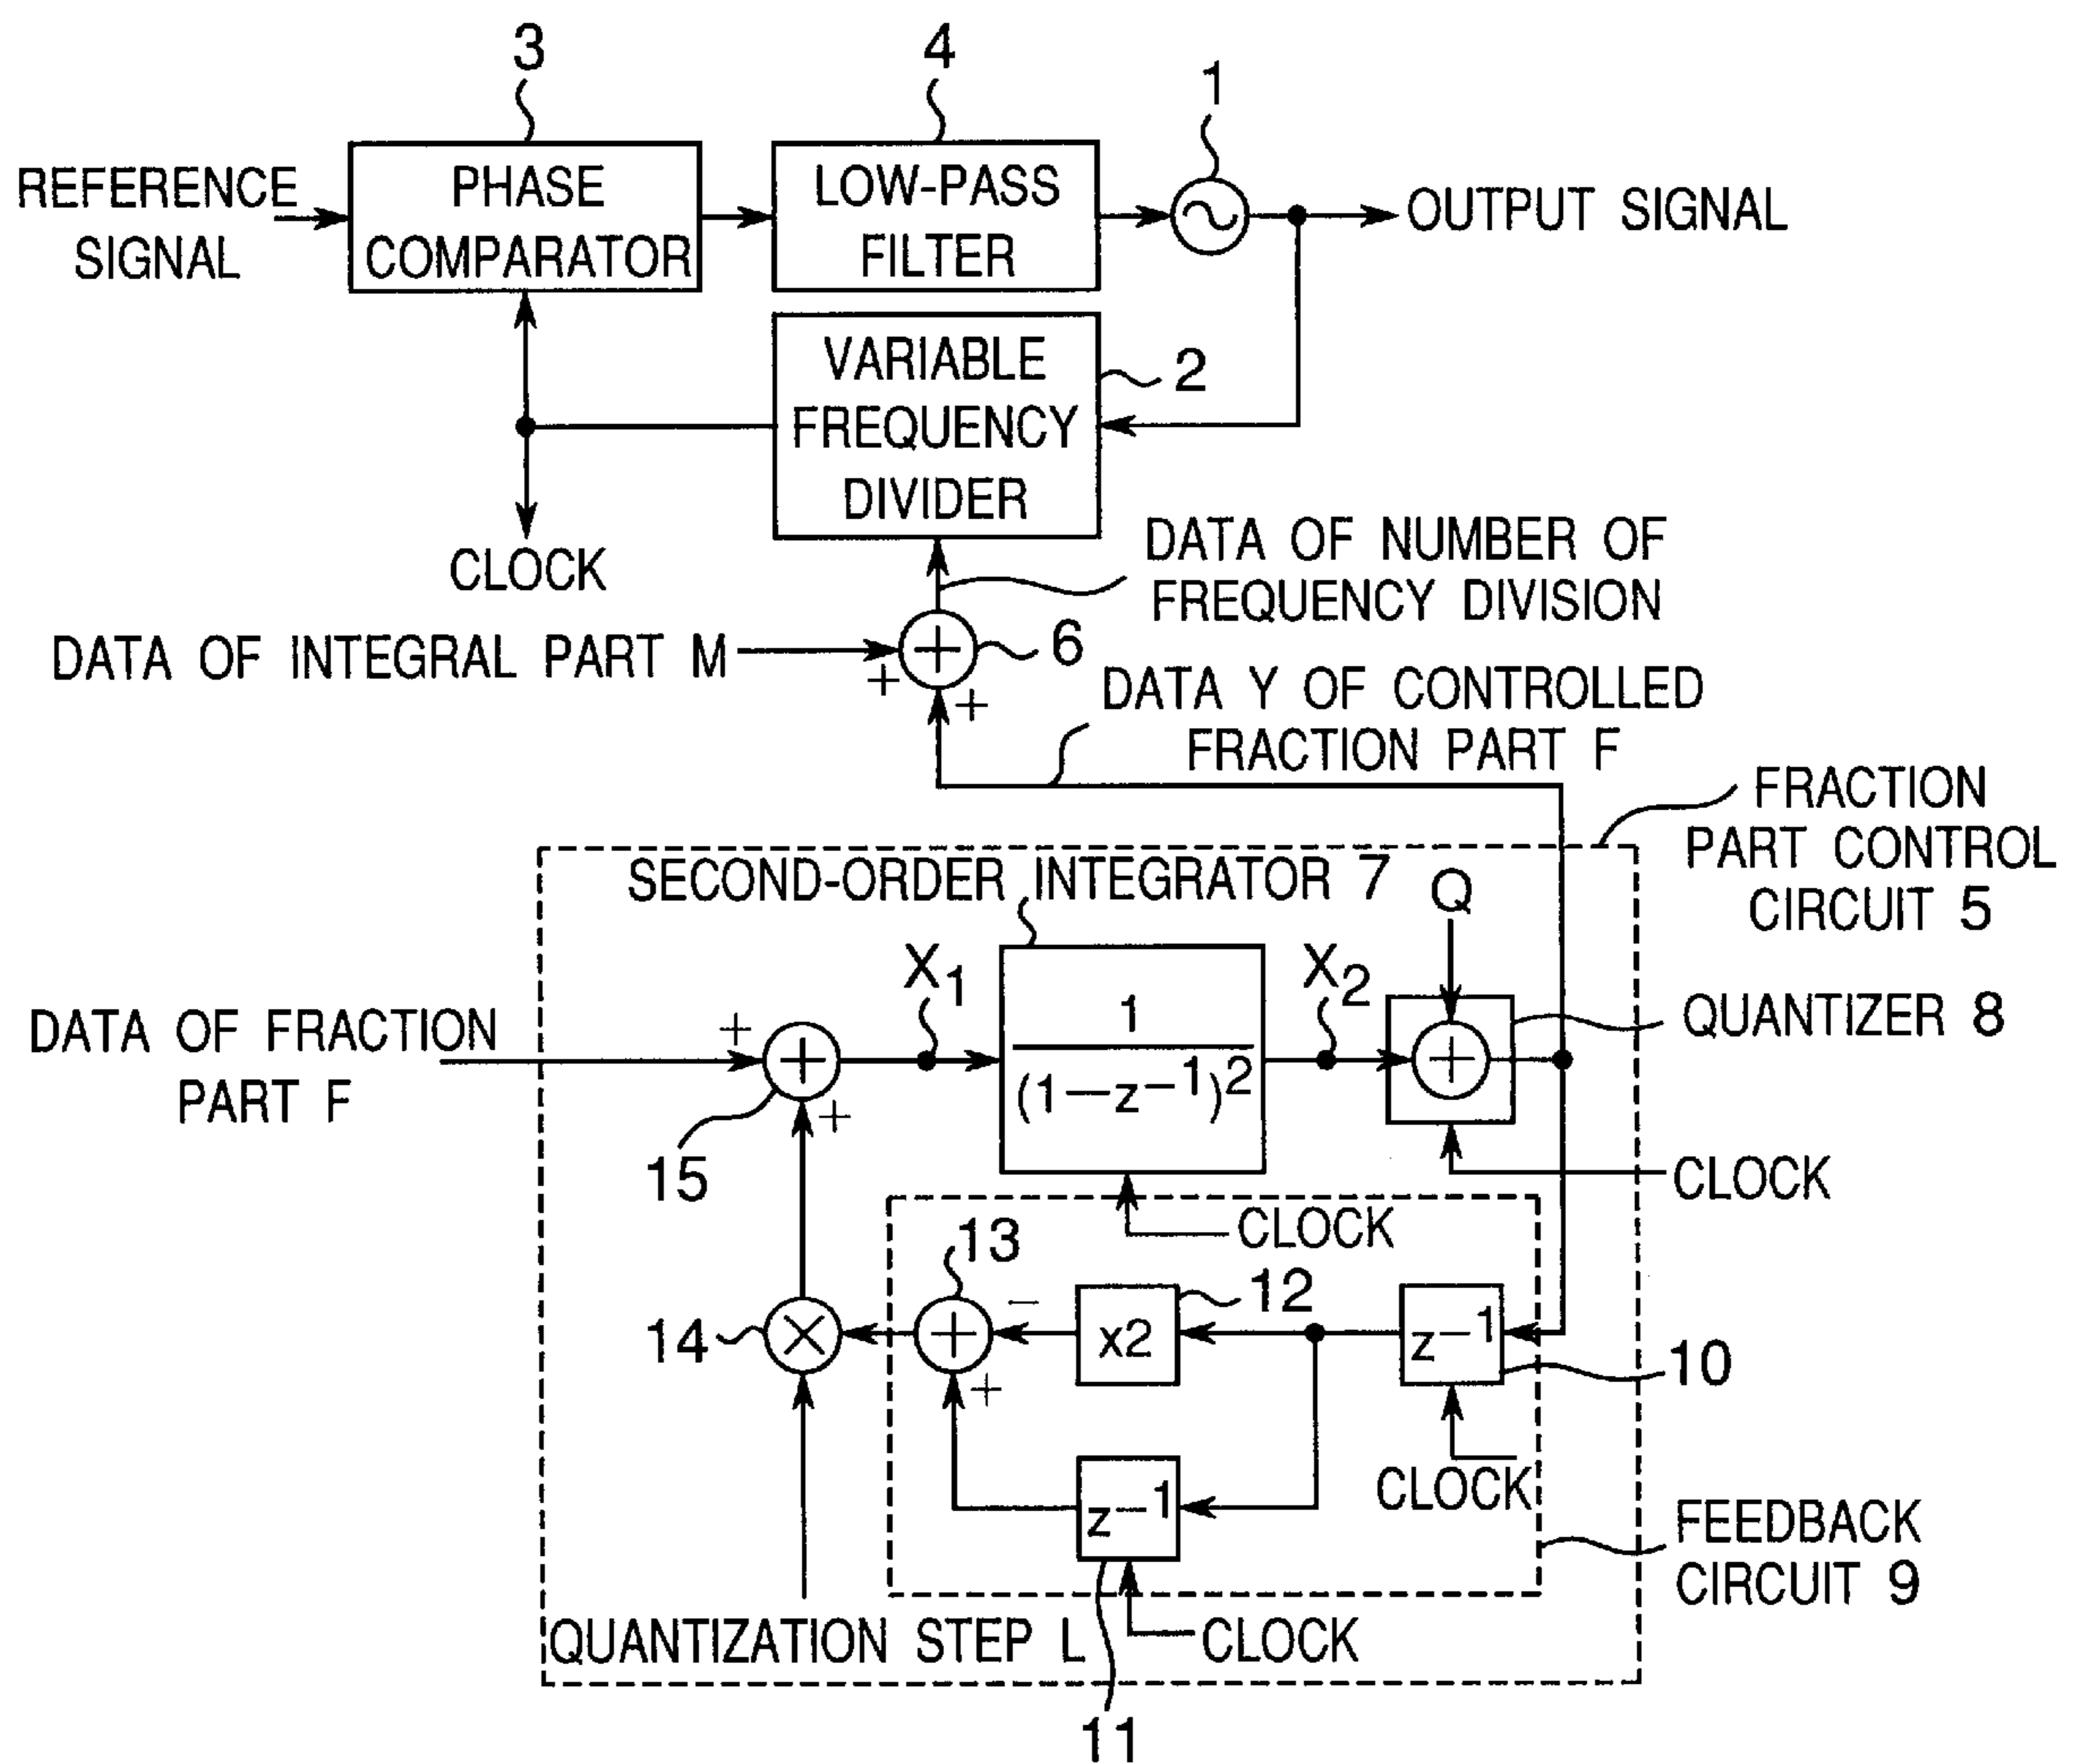 3
4
1
REFERENCE
SIGNAL
PHASE
COMPARATOR
LOW-PASS
FILTER
OUTPUT SIGNAL
VARIABLE
FREQUENCY
DIVIDER
2
CLOCK
DATA OF NUMBER OF
FREQUENCY DIVISION
DATA OF INTEGRAL PART M
+
+
+
6
DATA Y OF CONTROLLED
FRACTION PART F
FRACTION
PART CONTROL
CIRCUIT 5
SECOND-ORDER INTEGRATOR 7
Q
X1
X2
DATA OF FRACTION
PART F
+
+
+
15
1
(1−z−1)2
+
QUANTIZER 8
CLOCK
CLOCK
13
−
12
14
×
+
+
x2
z−1
10
CLOCK
z−1
FEEDBACK
CIRCUIT 9
QUANTIZATION STEP L
CLOCK
11